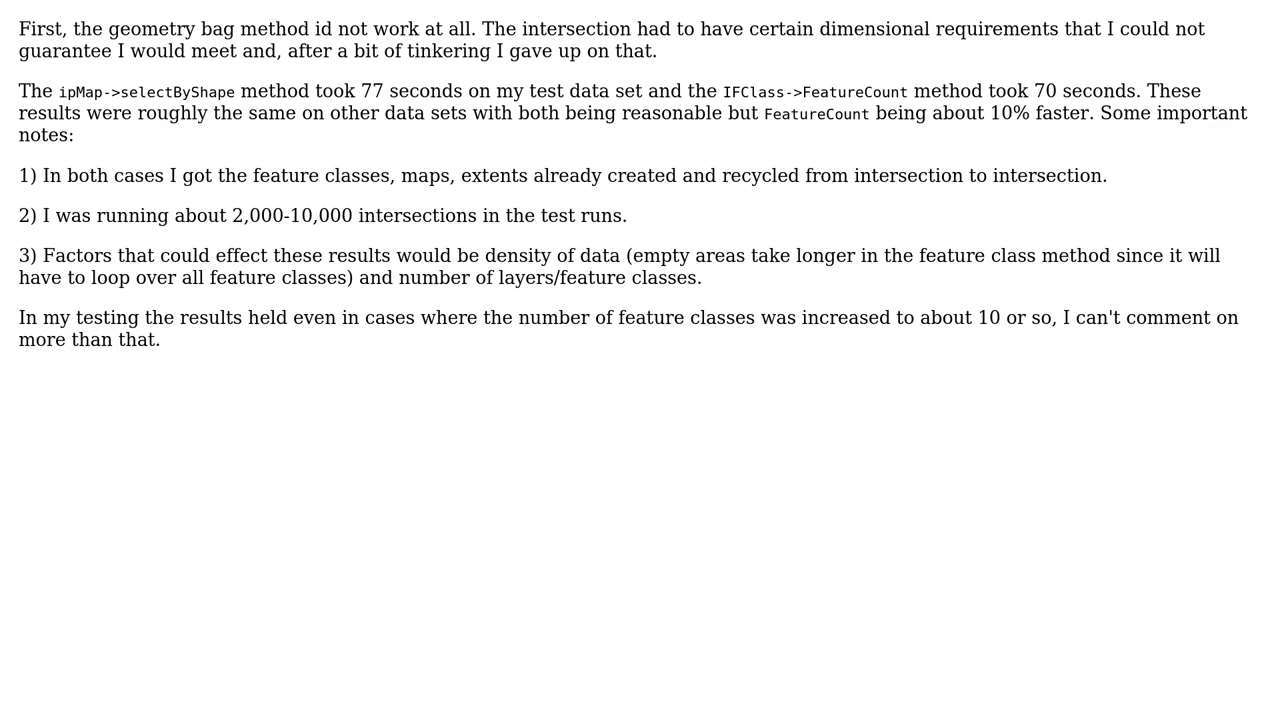 First, the geometry bag method id not work at all. The intersection had to have certain dimensional requirements that I could not
guarantee I would meet and, after a bit of tinkering I gave up on that.
The ipMap->selectByShape method took 77 seconds on my test data set and the IFClass->FeatureCount method took 70 seconds. These
results were roughly the same on other data sets with both being reasonable but FeatureCount being about 10% faster. Some important
notes:
1) In both cases I got the feature classes, maps, extents already created and recycled from intersection to intersection.
2) I was running about 2,000-10,000 intersections in the test runs.
3) Factors that could effect these results would be density of data (empty areas take longer in the feature class method since it will
have to loop over all feature classes) and number of layers/feature classes.
In my testing the results held even in cases where the number of feature classes was increased to about 10 or so, I can't comment on
more than that.